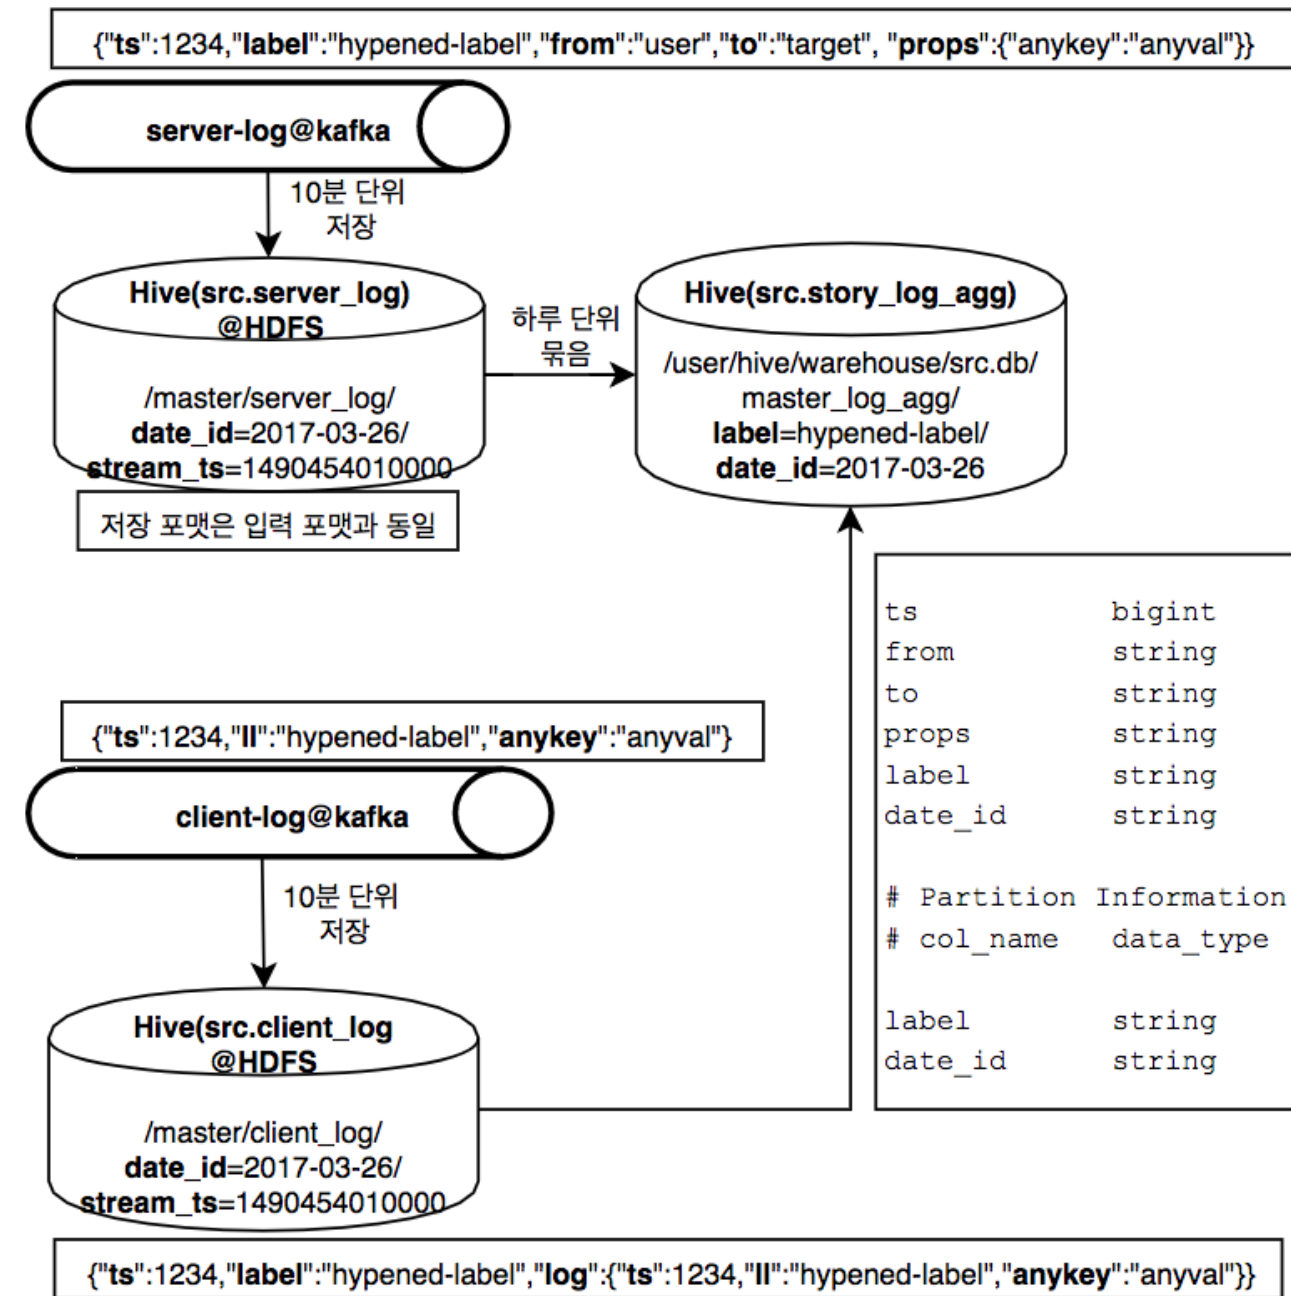 {"ts":1234,"label":"hypened-label","from":"user","to":"target", "props":{"anykey":"anyval"}}
server-log@kafka
10분 단위
저장
Hive(src.server_log)
@HDFS
/master/server_log/
date_id=2017-03-26/
stream_ts=1490454010000
저장 포맷은 입력 포맷과 동일
하루 단위
묶음
Hive(src.story_log_agg)
/user/hive/warehouse/src.db/
master_log_agg/
label=hypened-label/
date_id=2017-03-26
ts bigint
from string
to string
props string
label string
date_id string
# Partition Information
# col_name data_type
label string
date_id string
{"ts":1234,"ll":"hypened-label","anykey":"anyval"}
client-log@kafka
10분 단위
저장
Hive(src.client_log
@HDFS
/master/client_log/
date_id=2017-03-26/
stream_ts=1490454010000
{"ts":1234,"label":"hypened-label","log":{"ts":1234,"ll":"hypened-label","anykey":"anyval"}}